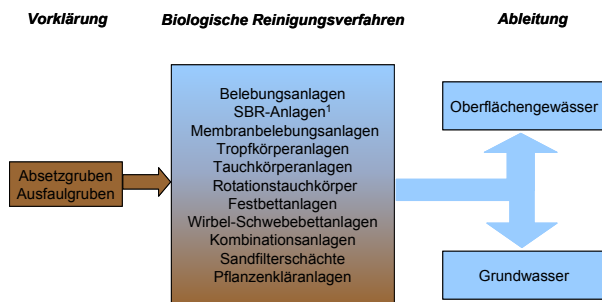 Vorklärung
Biologische Reinigungsverfahren
Ableitung
Absetzgruben
Ausfaulgruben
Belebungsanlagen
SBR-Anlagen¹
Membranbelebungsanlagen
Tropfkörperanlagen
Tauchkörperanlagen
Rotationstauchkörper
Festbettanlagen
Wirbel-Schwebebettanlagen
Kombinationsanlagen
Sandfilterschächte
Pflanzenkläranlagen
Oberflächengewässer
Grundwasser